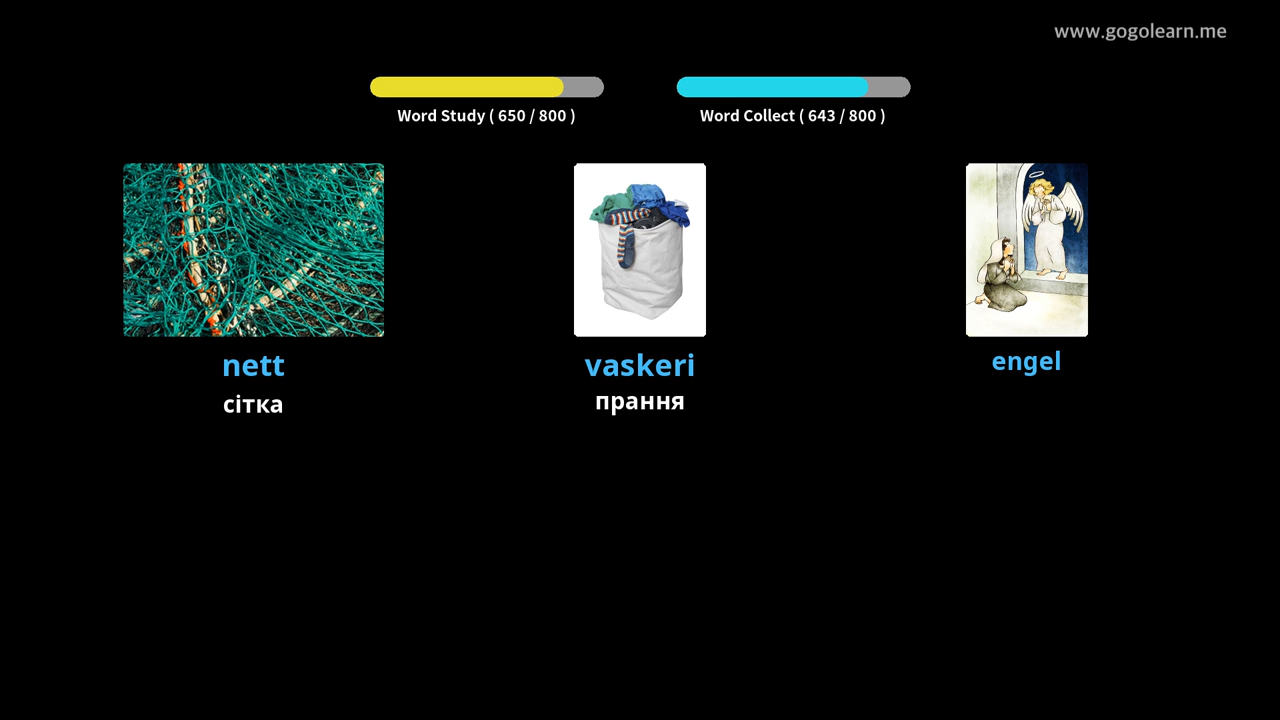 www.gogolearn.me
Word Study ( 650 / 800 )
Word Collect ( 643 / 800 )
nett
сітка
vaskeri
прання
engel